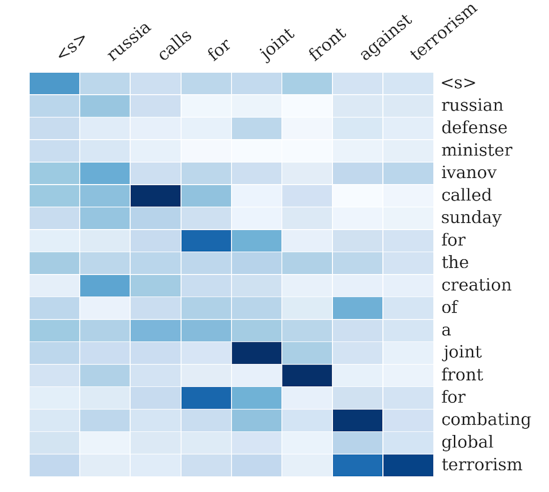 <s> russia calls for joint front against terrorism
<s>
russian
defense
minister
ivanov
called
sunday
for
the
creation
of
a
joint
front
for
combating
global
terrorism